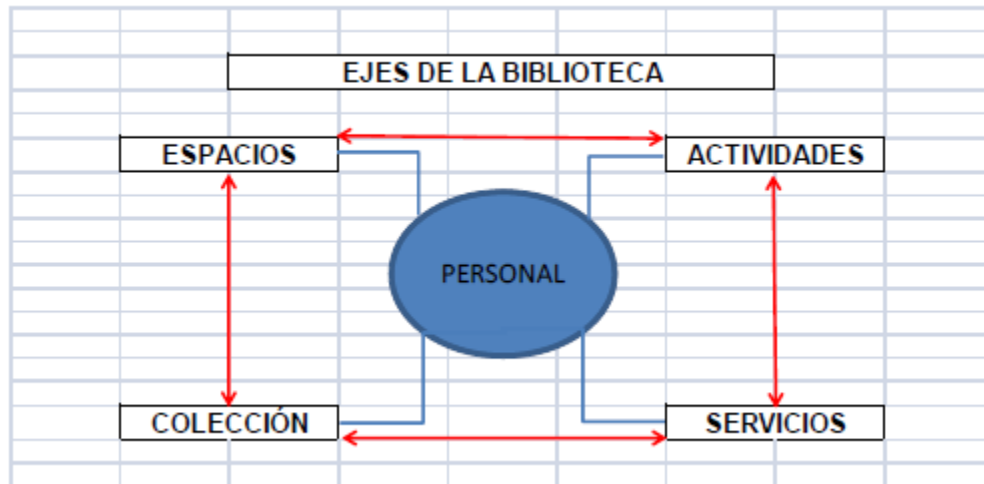 EJES DE LA BIBLIOTECA
ESPACIOS
ACTIVIDADES
PERSONAL
COLECCIÓN
SERVICIOS